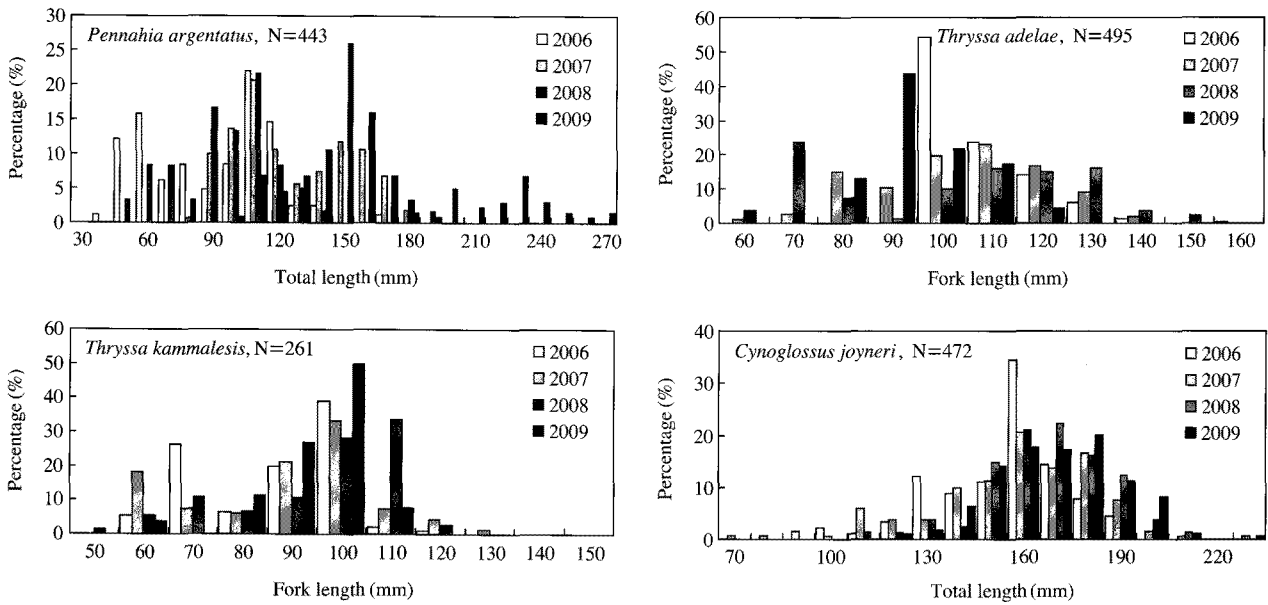 Pennahia argentatus, N=443
2006
2007
2008
2009
Percentage (%)
30
25
20
15
10
5
0
30 60 90 120 150 180 210 240 270
Total length (mm)
Thryssa adelae, N=495
2006
2007
2008
2009
Percentage (%)
60
50
40
30
20
10
0
60 70 80 90 100 110 120 130 140 150 160
Fork length (mm)
Thryssa kammalesis, N=261
2006
2007
2008
2009
Percentage (%)
60
50
40
30
20
10
0
50 60 70 80 90 100 110 120 130 140 150
Fork length (mm)
Cynoglossus joyneri, N=472
2006
2007
2008
2009
Percentage (%)
40
30
20
10
0
70 100 130 160 190 220
Total length (mm)